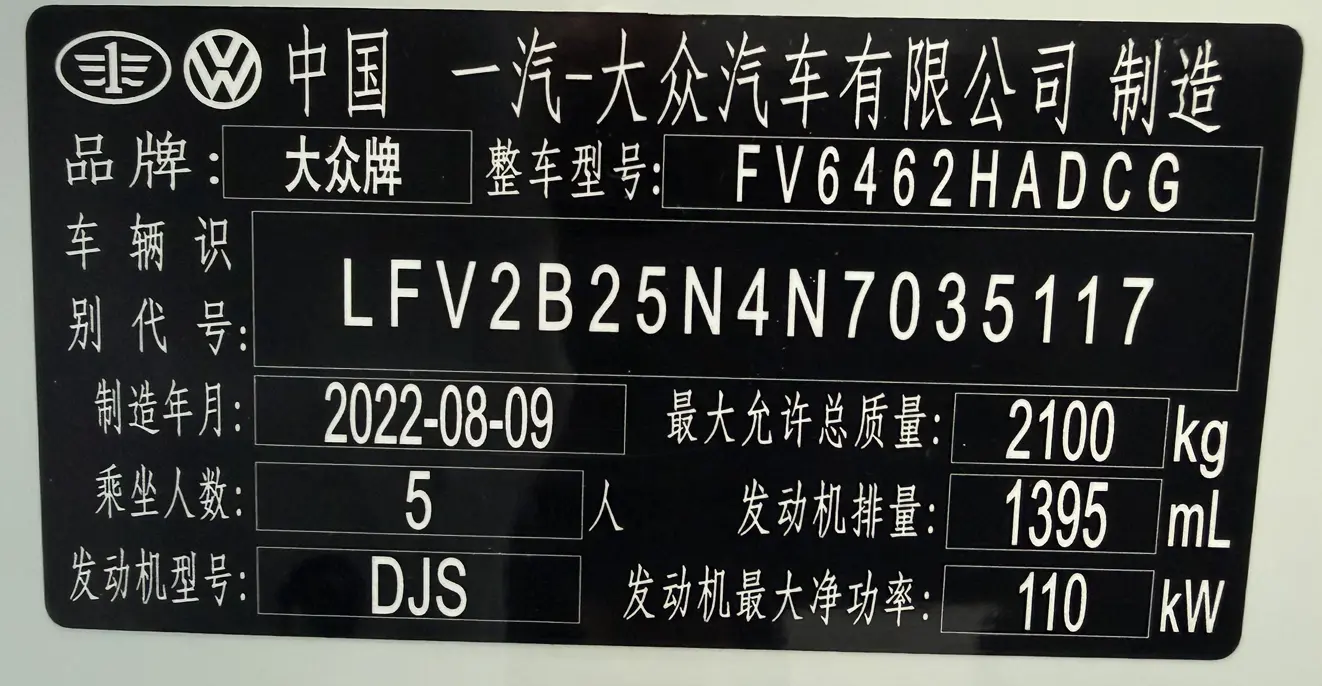 中国 一汽-大众汽车有限公司 制造
品牌: 大众牌 整车型号: FV6462HADCG
车辆识别代号: LFV2B25N4N7035117
制造年月: 2022-08-09 最大允许总质量: 2100 kg
乘坐人数: 5 人 发动机排量: 1395 mL
发动机型号: DJS 发动机最大净功率: 110 kW